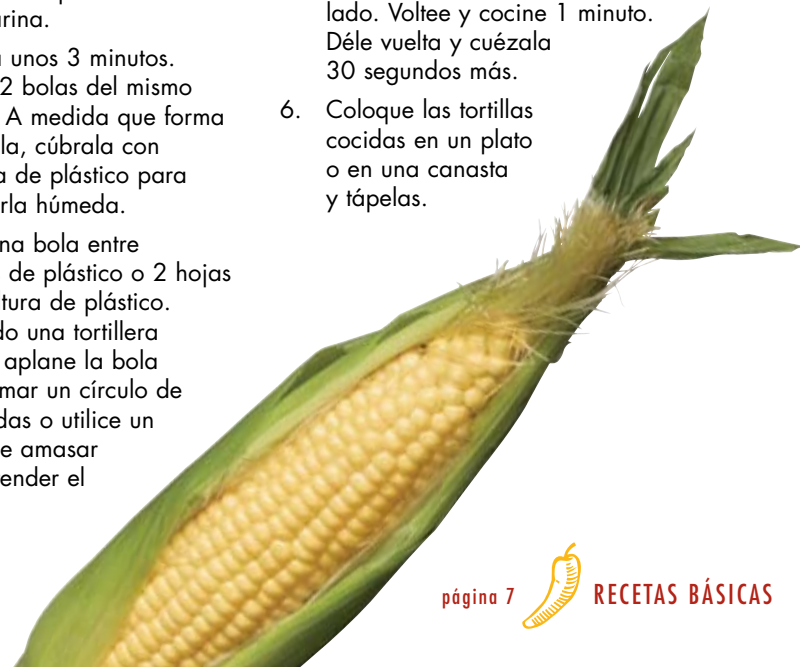 arina.
unos 3 minutos.
2 bolas del mismo
A medida que forma
la, cúbrala con
a de plástico para
rla húmeda.
na bola entre
de plástico o 2 hojas
tura de plástico.
do una tortillera
aplane la bola
mar un círculo de
das o utilice un
e amasar
ender el
lado. Voltee y cocine 1 minuto.
Déle vuelta y cuézala
30 segundos más.
6. Coloque las tortillas
cocidas en un plato
o en una canasta
y tápelas.
página 7 RECETAS BÁSICAS